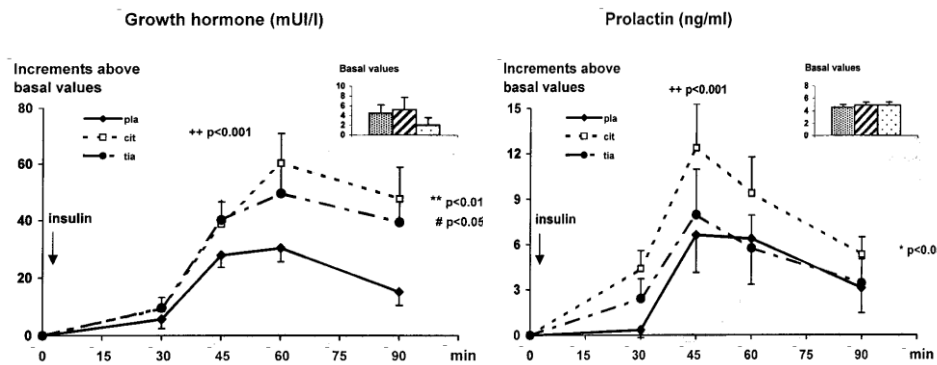 Growth hormone (mUI/l)
Increments above
basal values
Basal values
10
8
6
4
2
0
80
60
40
20
0
pla
cit
tia
++ p<0.001
** p<0.01
# p<0.05
insulin
0 30 45 60 75 90 min
Prolactin (ng/ml)
Increments above
basal values
Basal values
8
6
4
2
0
15
12
9
6
3
0
pla
cit
tia
++ p<0.001
* p<0.0
insulin
0 30 45 60 75 90 min